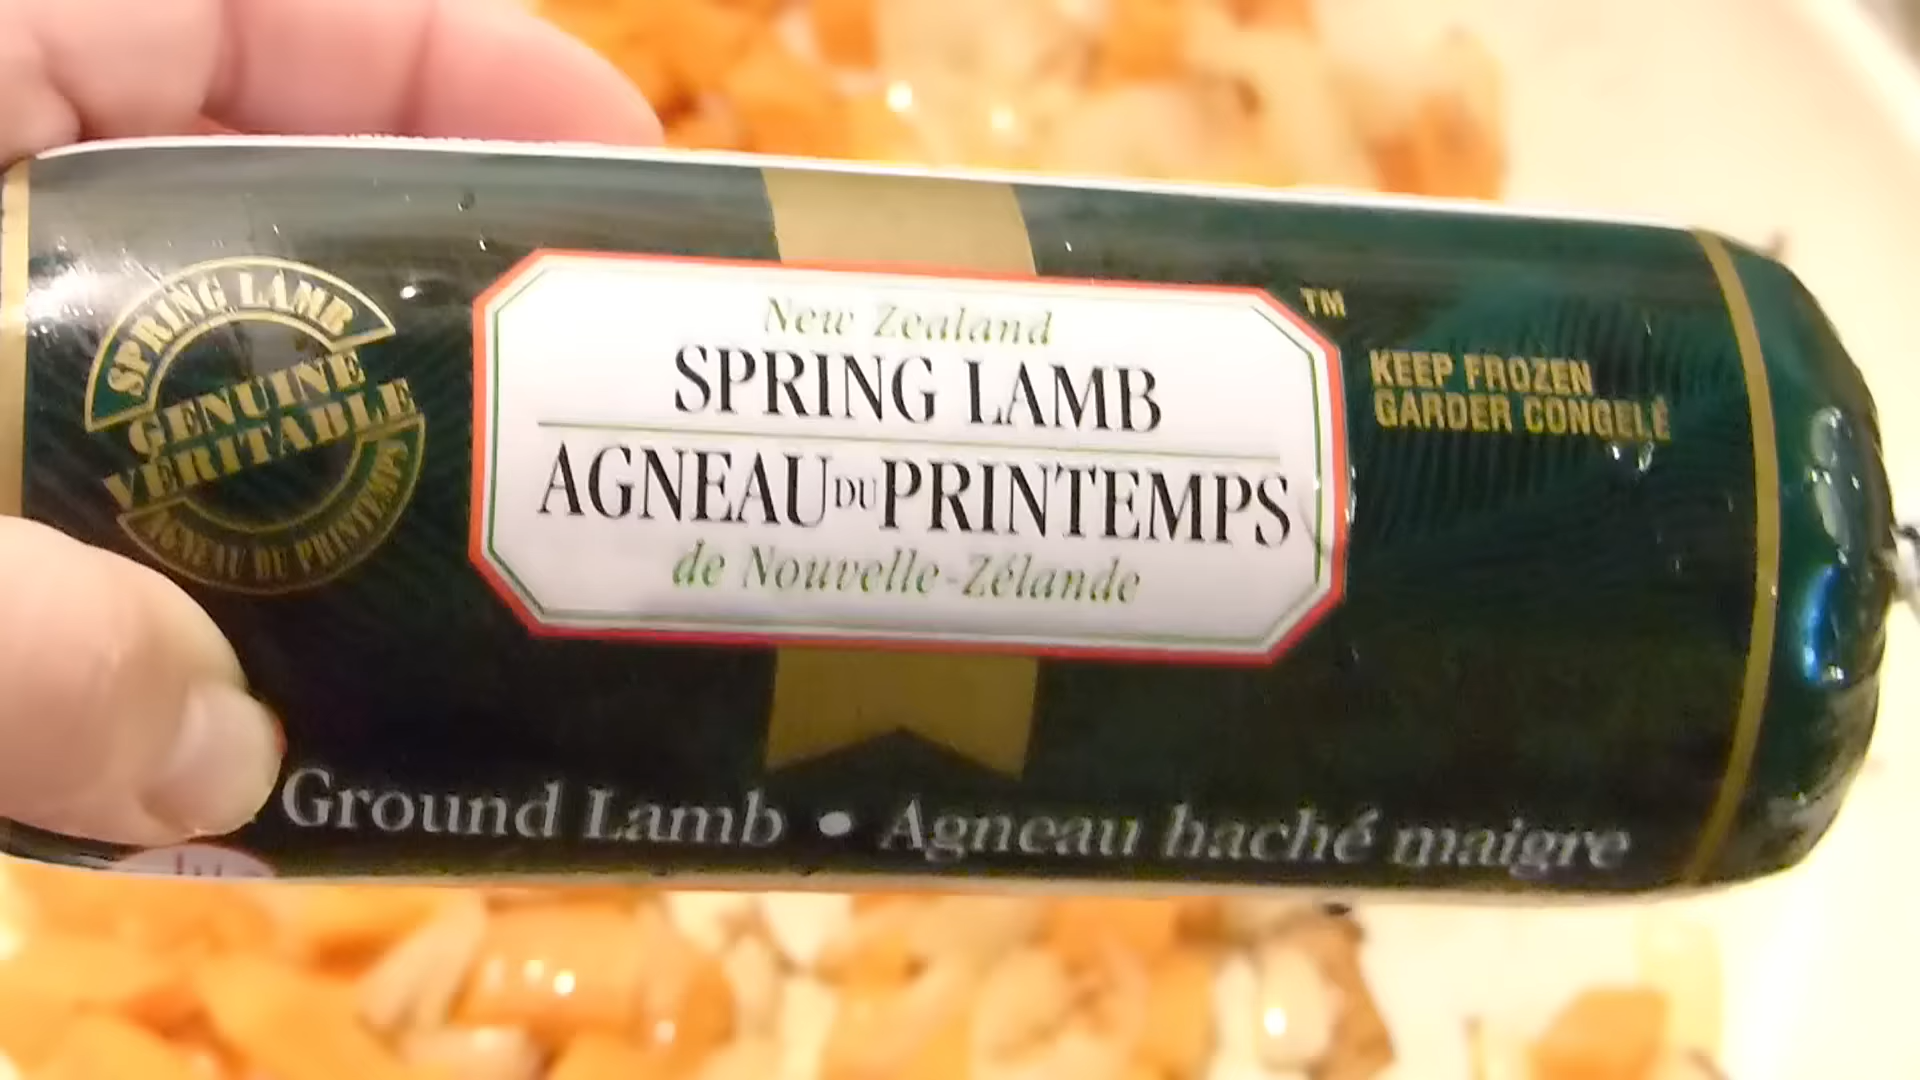 SPRING LAMB
GENUINE
VÉRITABLE
AGNEAU DU PRINTEMPS
New Zealand
SPRING LAMB
AGNEAU DU PRINTEMPS
de Nouvelle-Zélande
TM
KEEP FROZEN
GARDER CONGELÉ
Ground Lamb • Agneau haché maigre